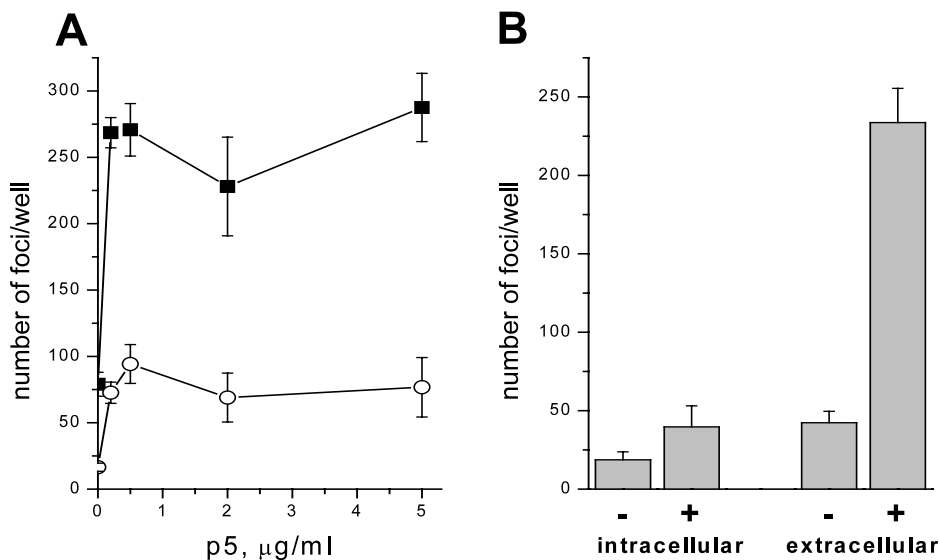 A
number of foci/well
300
250
200
150
100
50
0
0 1 2 3 4 5
p5, μg/ml
B
number of foci/well
250
200
150
100
50
0
- + - +
intracellular extracellular